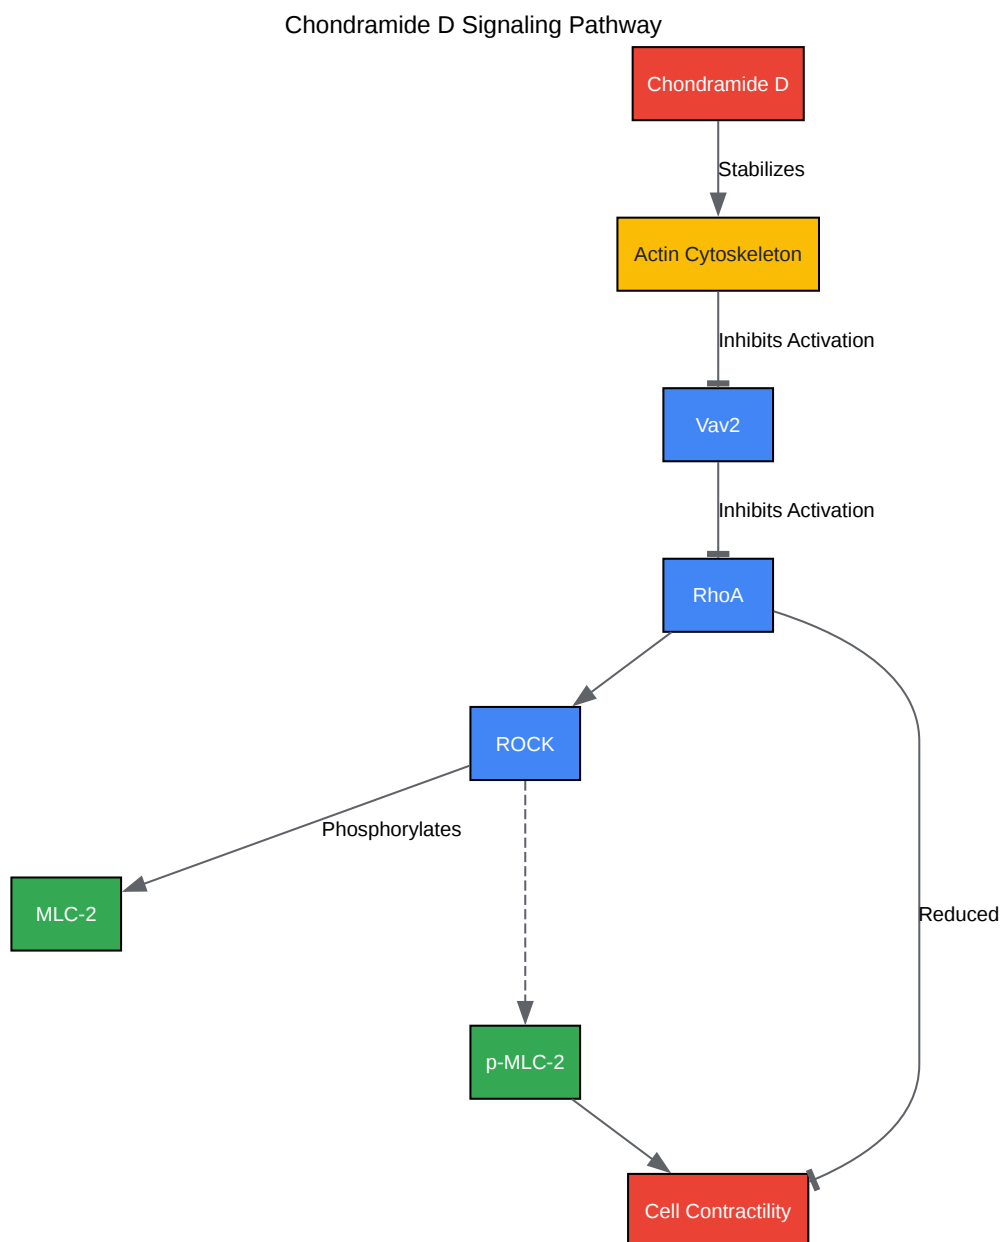 Chondramide D Signaling Pathway
Chondramide D
Stabilizes
Actin Cytoskeleton
Inhibits Activation
Vav2
Inhibits Activation
RhoA
ROCK
Phosphorylates
MLC-2
Reduced
p-MLC-2
Cell Contractility